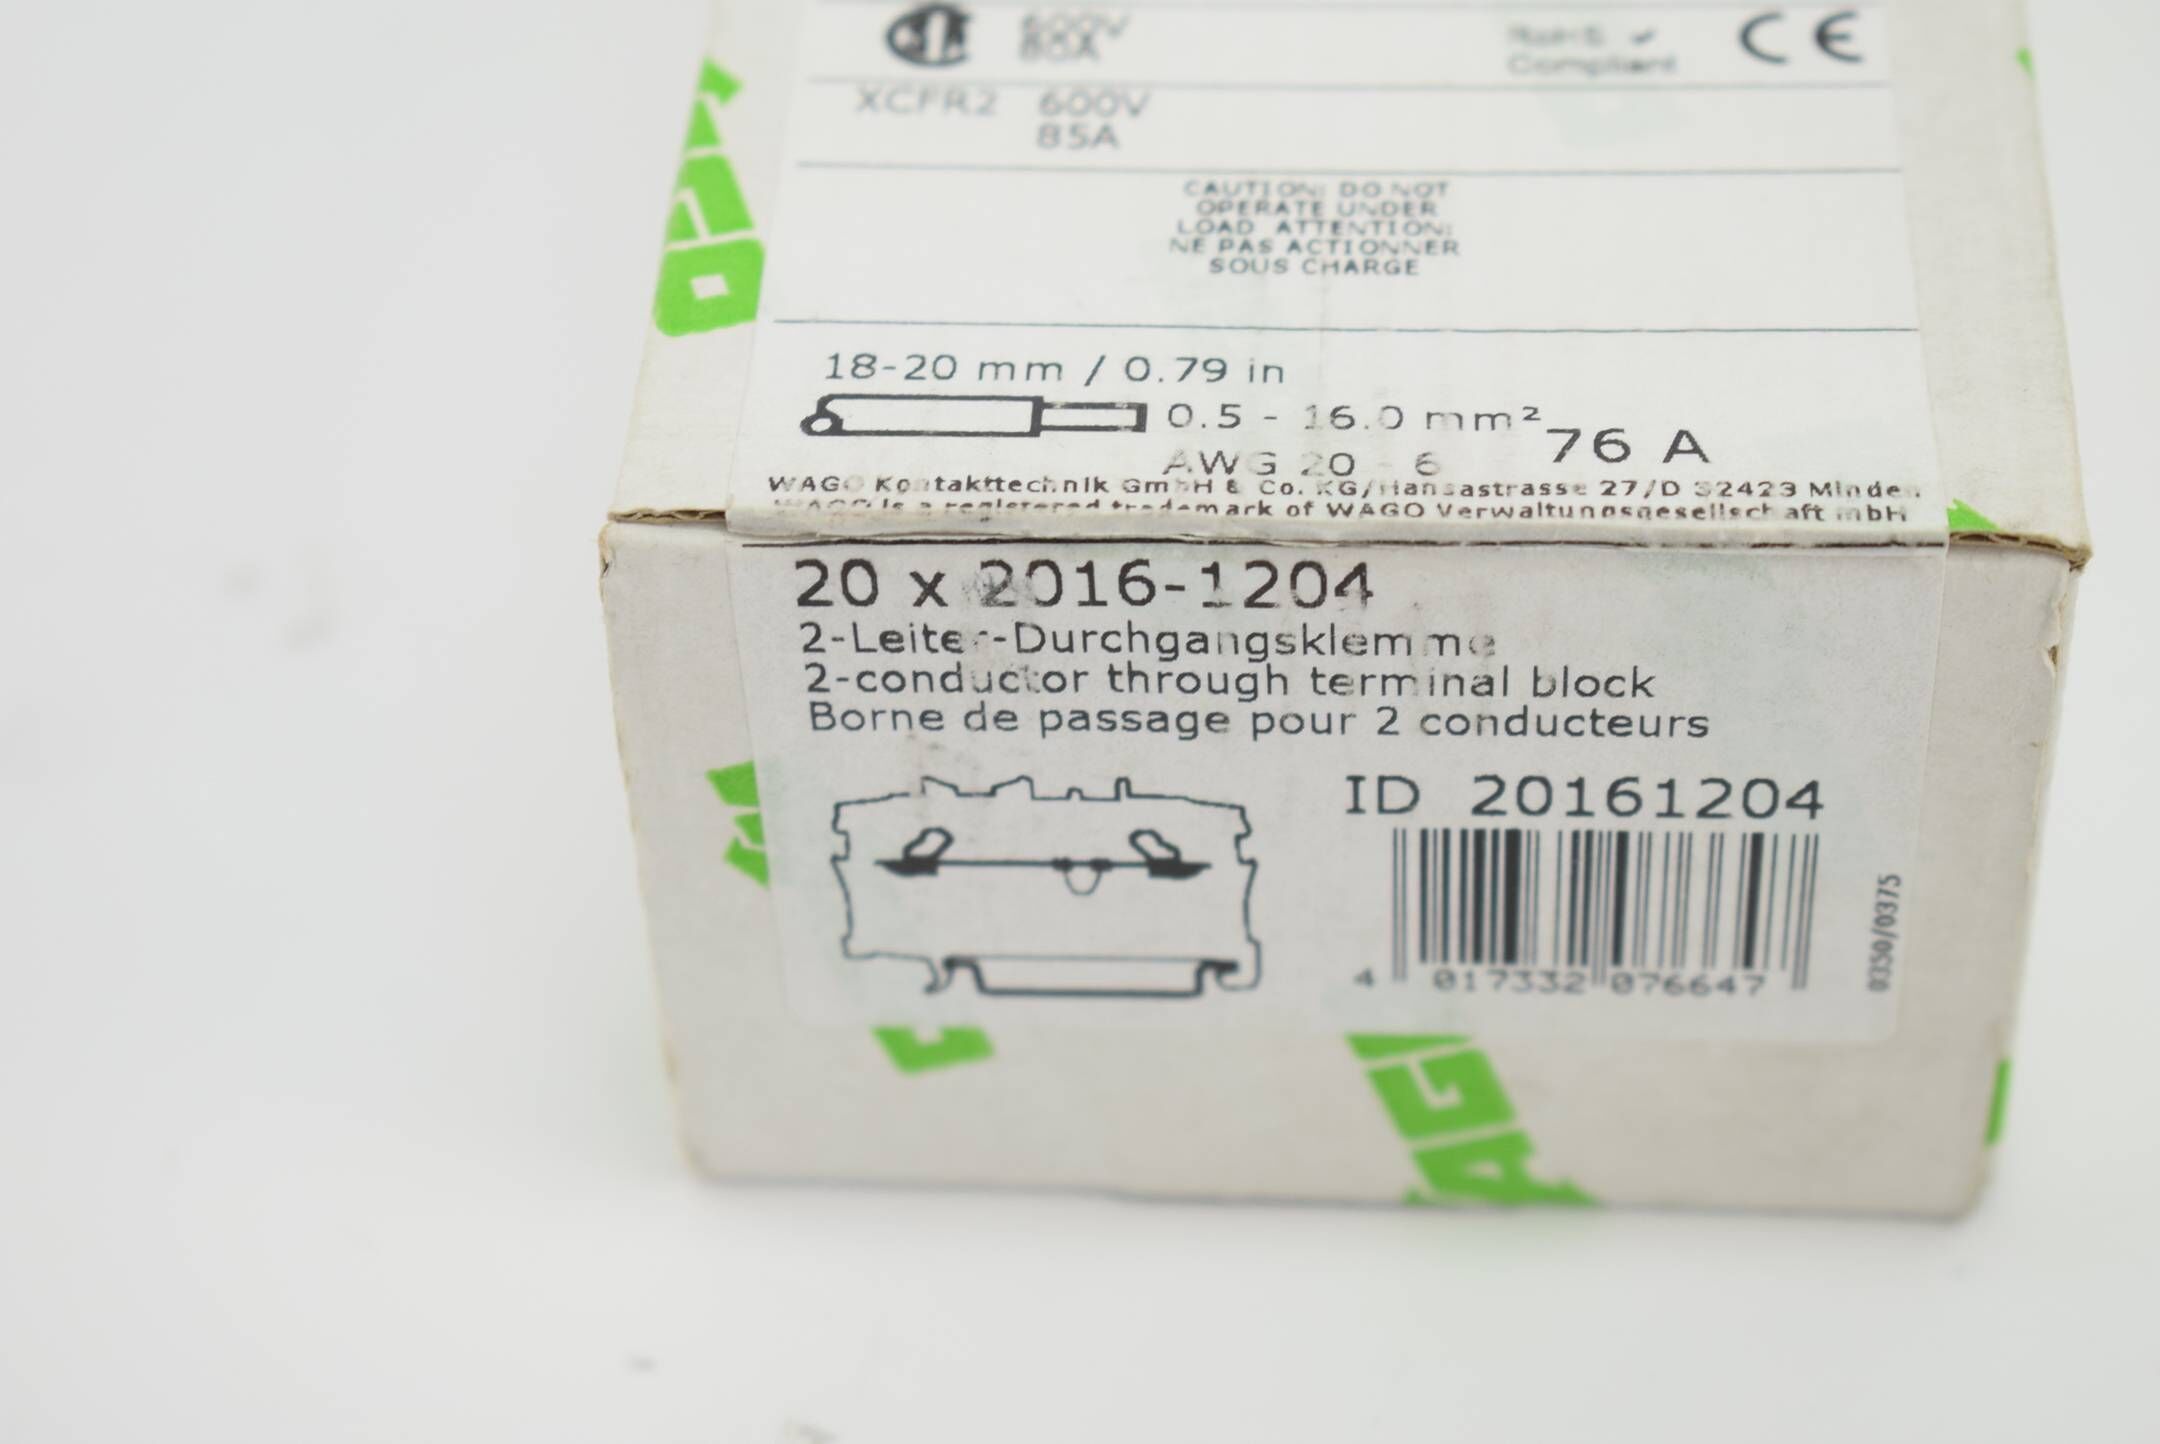 600V
80A
RoHS
Compliant
CE
XCFR2 600V
85A
CAUTION: DO NOT
OPERATE UNDER
LOAD ATTENTION:
NE PAS ACTIONNER
SOUS CHARGE
18-20 mm / 0.79 in
0.5 - 16.0 mm²
76 A
AWG 20 - 6
WAGO Kontakttechnik GmbH & Co. KG/Hansastrasse 27/D 32423 Minden
WAGO is a registered trademark of WAGO Verwaltungsgesellschaft mbH
20 x 2016-1204
2-Leiter-Durchgangsklemme
2-conductor through terminal block
Borne de passage pour 2 conducteurs
ID 20161204
4 017332 076647
0350/0375
WAGO